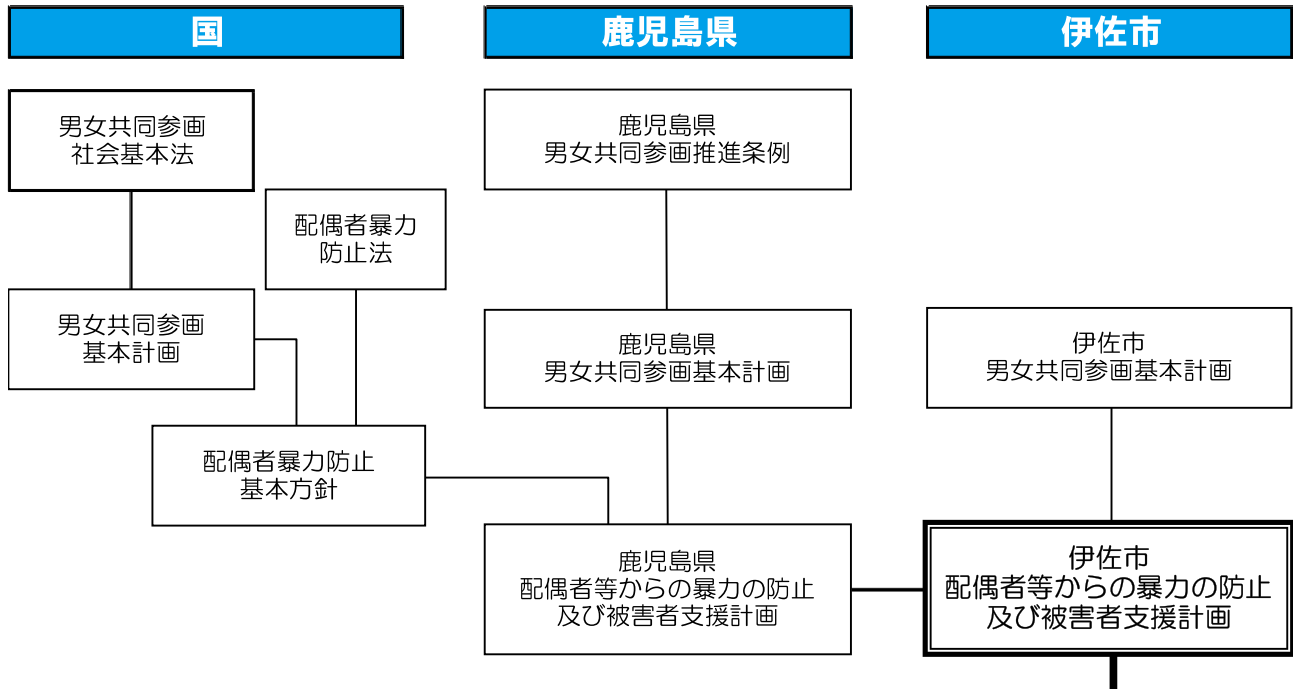 国
鹿児島県
伊佐市
男女共同参画
社会基本法
配偶者暴力
防止法
男女共同参画
基本計画
配偶者暴力防止
基本方針
鹿児島県
男女共同参画推進条例
鹿児島県
男女共同参画基本計画
鹿児島県
配偶者等からの暴力の防止
及び被害者支援計画
伊佐市
男女共同参画基本計画
伊佐市
配偶者等からの暴力の防止
及び被害者支援計画